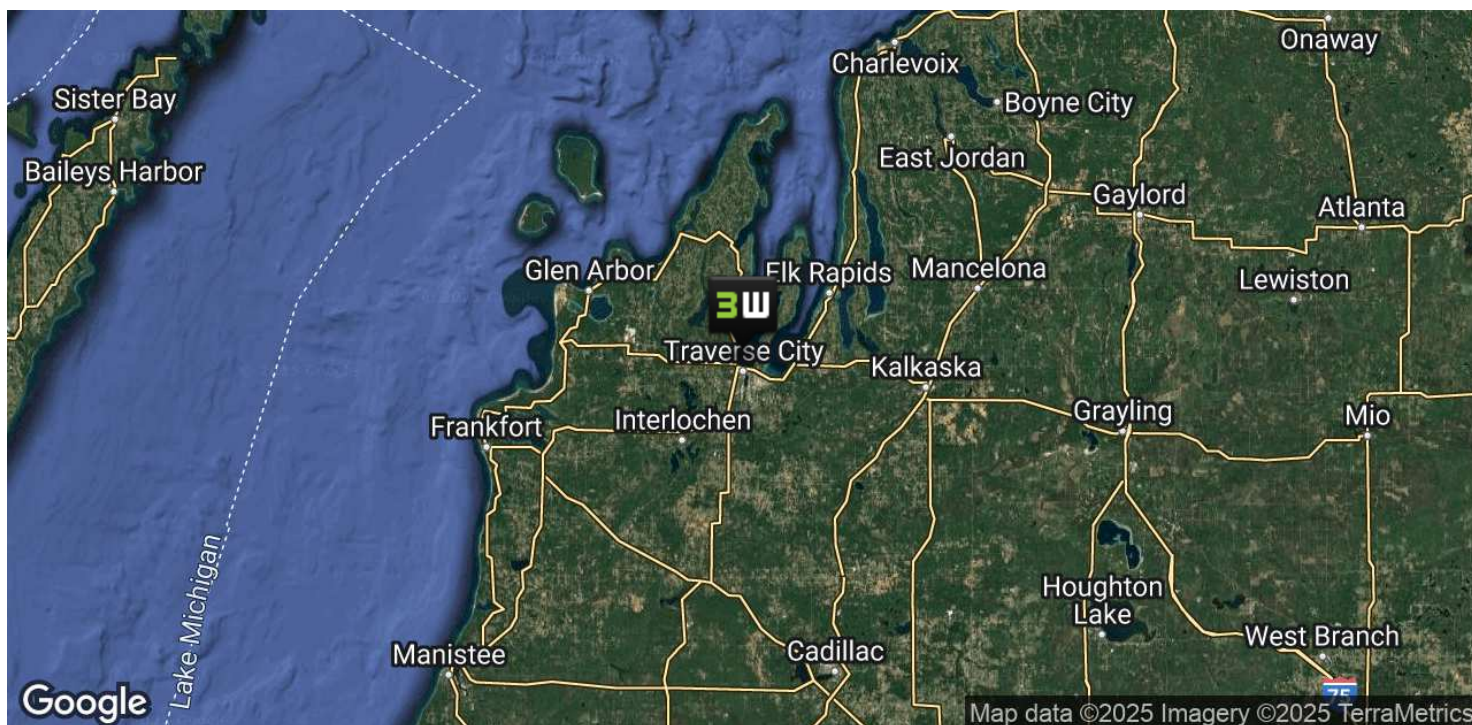 Onaway
Charlevoix
Sister Bay
Boyne City
East Jordan
Baileys Harbor
Gaylord
Atlanta
Glen Arbor
Elk Rapids
Mancelona
Lewiston
3W
Traverse City
Kalkaska
Interlochen
Frankfort
Grayling
Mio
Lake Michigan
Houghton
Lake
West Branch
Manistee
Cadillac
75
Google
Map data ©2025 Imagery ©2025 TerraMetrics